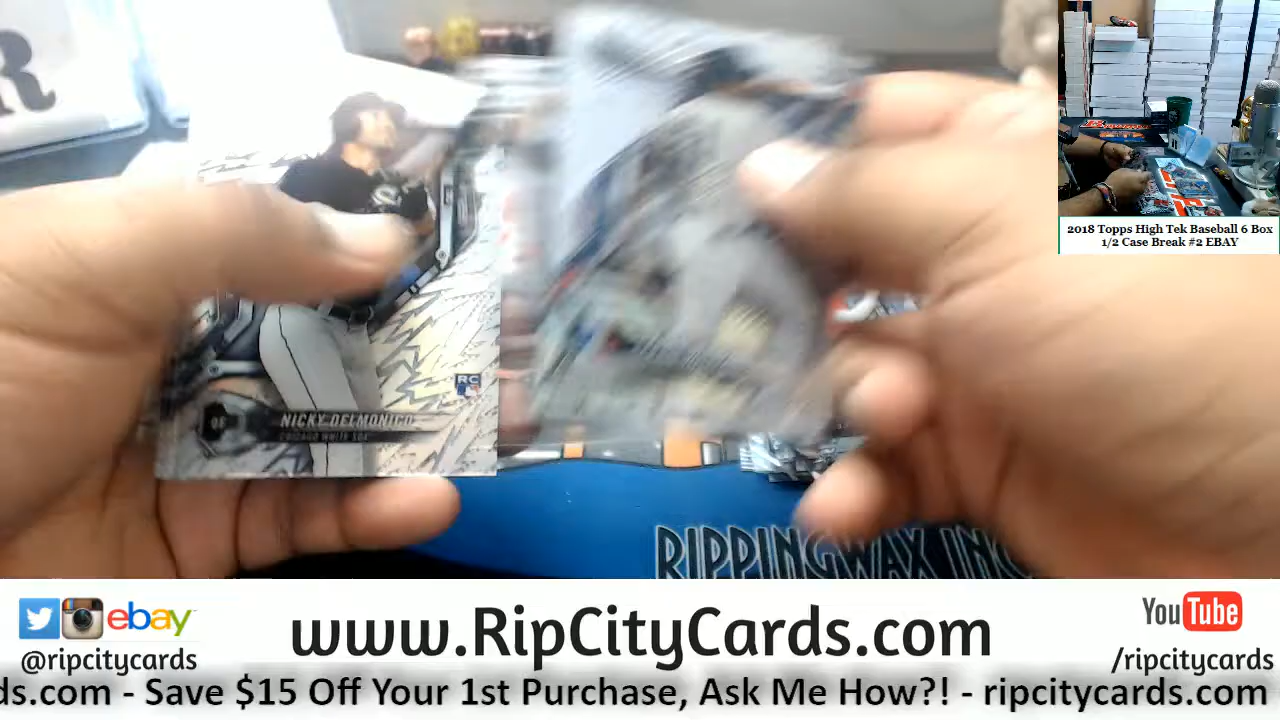 R
NICKY DELMONICO
CHICAGO WHITE SOX
OF
RC
RIPPINGWAX INC
2018 Topps High Tek Baseball 6 Box
1/2 Case Break #2 EBAY
ebay
@ripcitycards
www.RipCityCards.com
YouTube
/ripcitycards
ds.com - Save $15 Off Your 1st Purchase, Ask Me How?! - ripcitycards.com